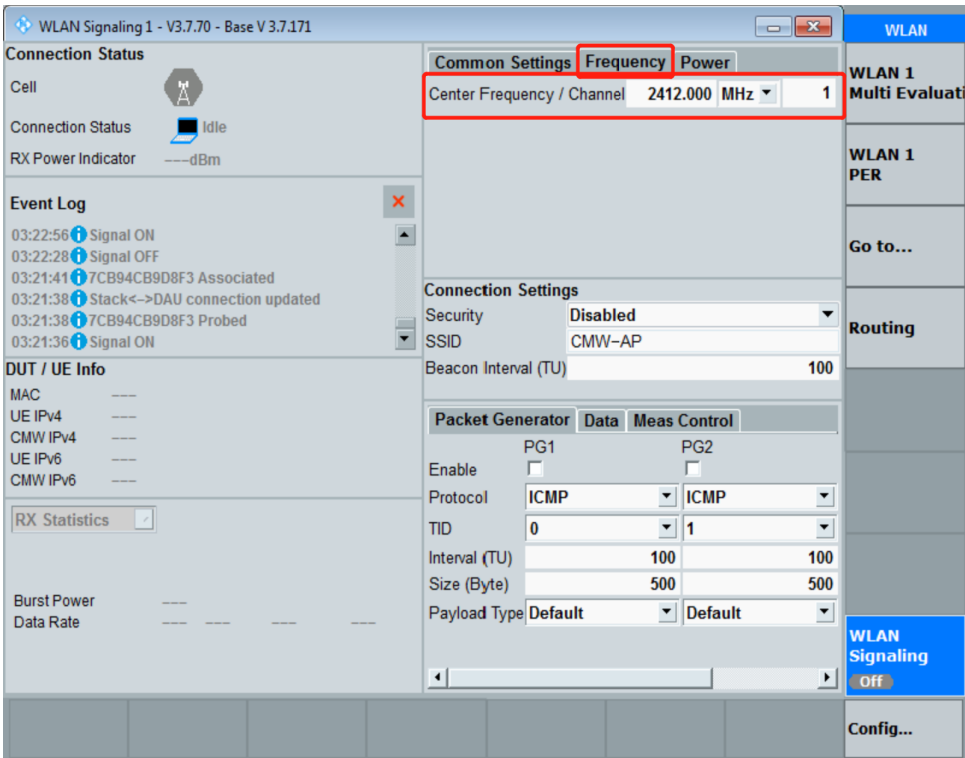 WLAN Signaling 1 - V3.7.70 - Base V 3.7.171
Connection Status
Cell
Connection Status Idle
RX Power Indicator ---dBm
Event Log
03:22:56 Signal ON
03:22:28 Signal OFF
03:21:41 7CB94CB9D8F3 Associated
03:21:38 Stack<->DAU connection updated
03:21:38 7CB94CB9D8F3 Probed
03:21:36 Signal ON
DUT / UE Info
MAC ---
UE IPv4 ---
CMW IPv4 ---
UE IPv6 ---
CMW IPv6 ---
RX Statistics
Burst Power ---
Data Rate --- --- --- ---
Common Settings Frequency Power
Center Frequency / Channel 2412.000 MHz 1
Connection Settings
Security Disabled
SSID CMW-AP
Beacon Interval (TU) 100
Packet Generator Data Meas Control
PG1 PG2
Enable
Protocol ICMP ICMP
TID 0 1
Interval (TU) 100 100
Size (Byte) 500 500
Payload Type Default Default
WLAN
WLAN 1
Multi Evaluati
WLAN 1
PER
Go to...
Routing
WLAN
Signaling
Off
Config...